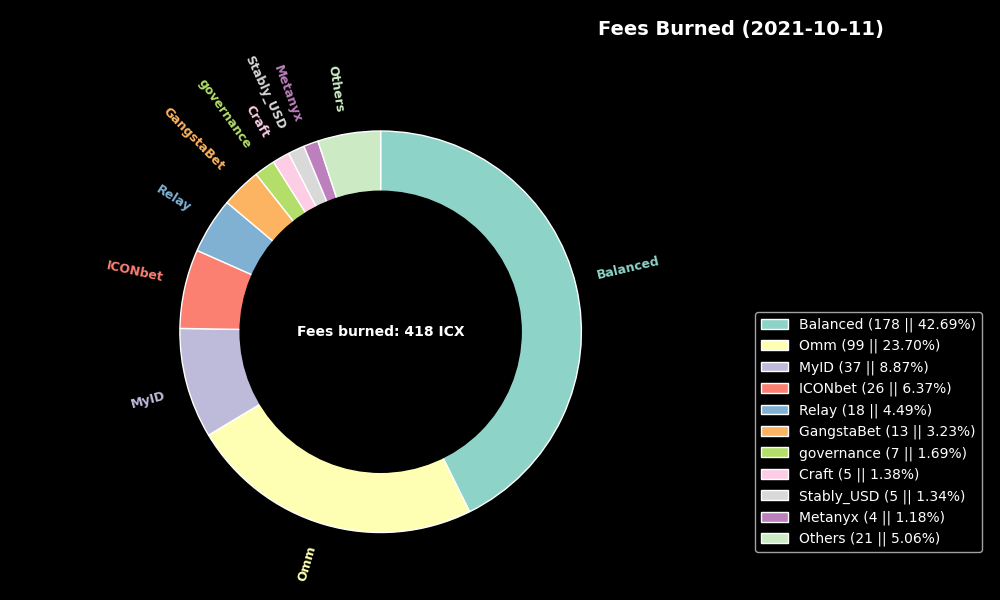 Fees Burned (2021-10-11)
Others
Metanyx
Stably_USD
Craft
governance
GangstaBet
Relay
ICONbet
MyID
Omm
Balanced
Fees burned: 418 ICX
Balanced (178 || 42.69%)
Omm (99 || 23.70%)
MyID (37 || 8.87%)
ICONbet (26 || 6.37%)
Relay (18 || 4.49%)
GangstaBet (13 || 3.23%)
governance (7 || 1.69%)
Craft (5 || 1.38%)
Stably_USD (5 || 1.34%)
Metanyx (4 || 1.18%)
Others (21 || 5.06%)